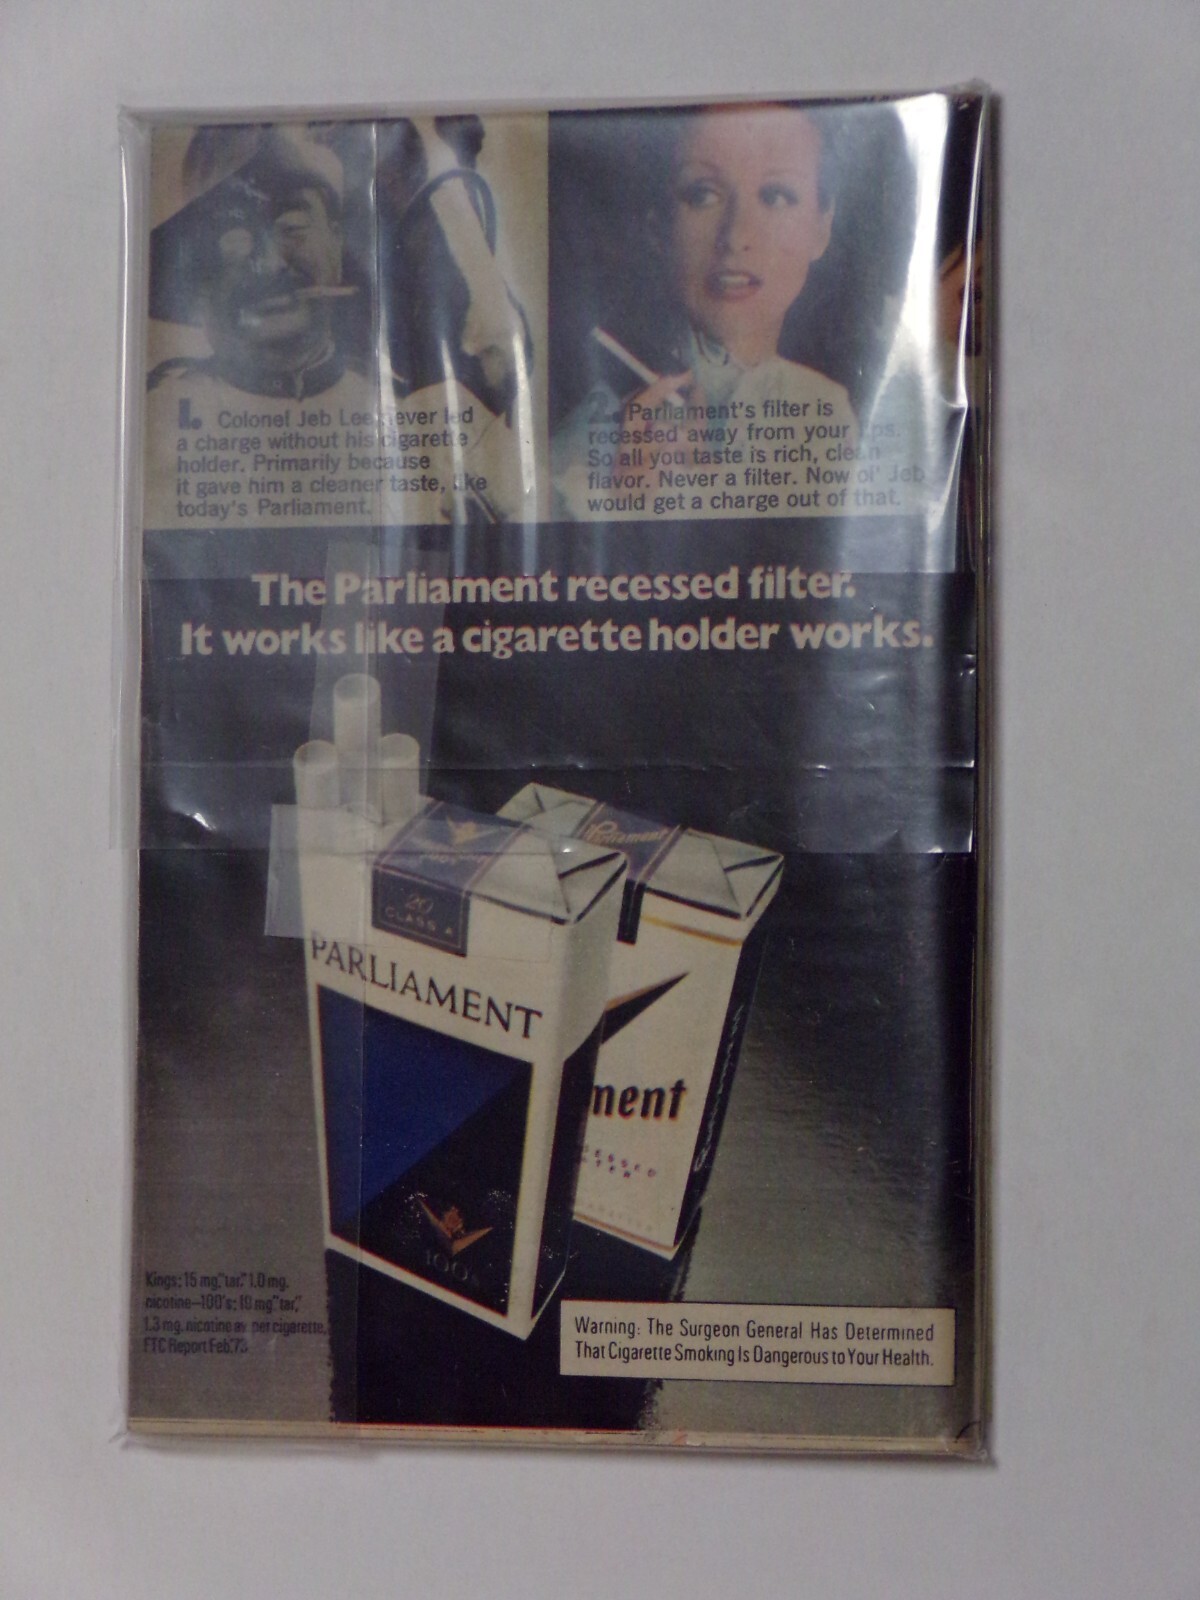 1. Colonel Jeb Lee never led
a charge without his cigarette
holder. Primarily because
it gave him a cleaner taste, like
today's Parliament.
2. Parliament's filter is
recessed away from your lips.
So all you taste is rich, clean
flavor. Never a filter. Now ol' Jeb
would get a charge out of that.
The Parliament recessed filter.
It works like a cigarette holder works.
Parliament
20
CLASS A
PARLIAMENT
ment
100's
Kings: 15 mg."tar," 1.0 mg.
nicotine—100's: 19 mg."tar,"
1.3 mg. nicotine av. per cigarette,
FTC Report Feb.'73
Warning: The Surgeon General Has Determined
That Cigarette Smoking Is Dangerous to Your Health.